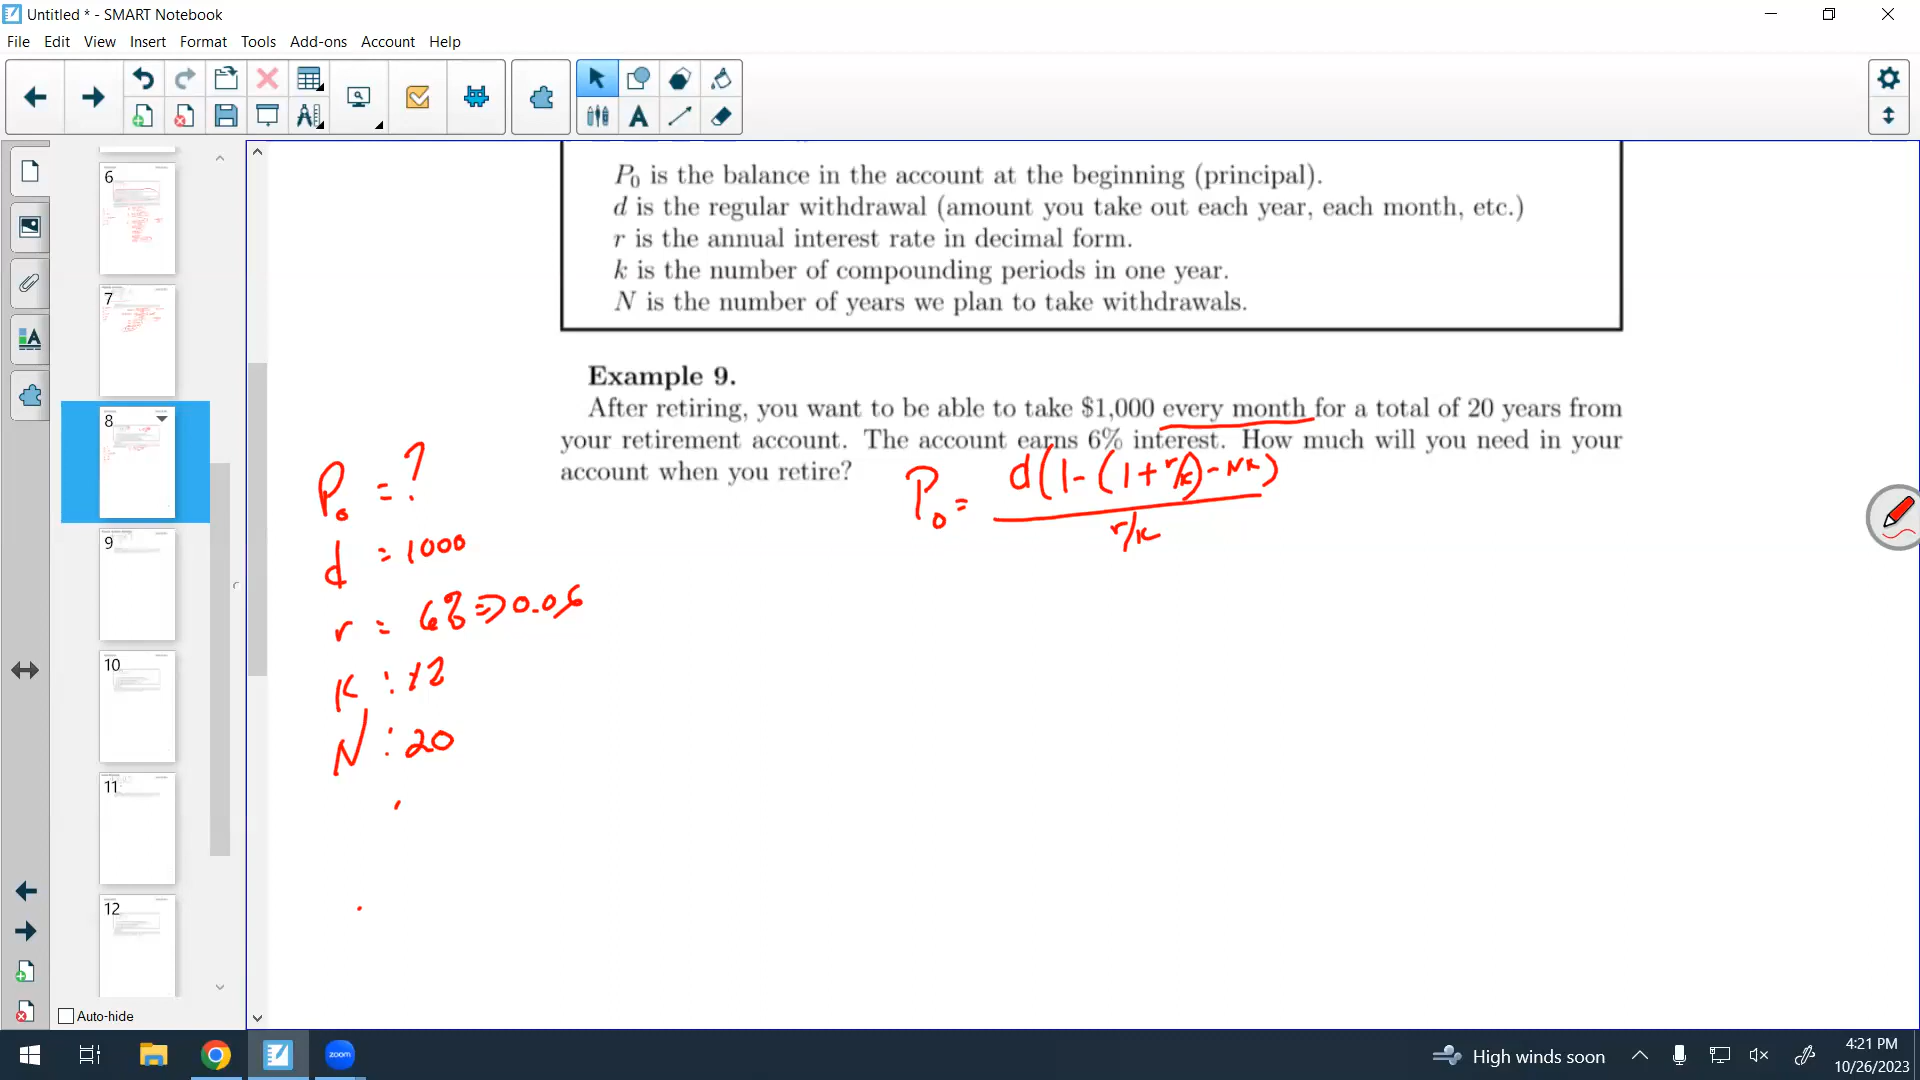 Untitled * - SMART Notebook
File Edit View Insert Format Tools Add-ons Account Help
6
7
8
9
10
11
12
Auto-hide
P₀ is the balance in the account at the beginning (principal).
d is the regular withdrawal (amount you take out each year, each month, etc.)
r is the annual interest rate in decimal form.
k is the number of compounding periods in one year.
N is the number of years we plan to take withdrawals.
Example 9.
After retiring, you want to be able to take $1,000 every month for a total of 20 years from
your retirement account. The account earns 6% interest. How much will you need in your
account when you retire?
P₀ = ?
d = 1000
r = 6% => 0.06
K : 12
N : 20
P₀ = d(1-(1+r/k)-NK)
r/k
zoom
High winds soon
4:21 PM
10/26/2023